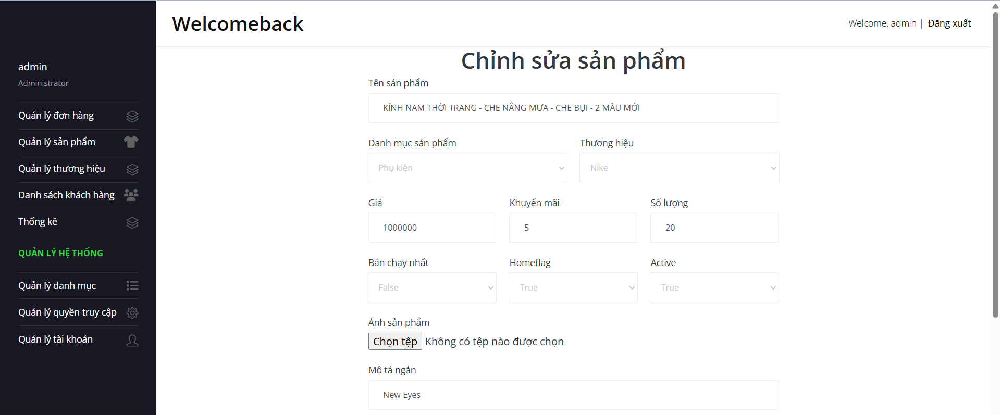 Welcomeback
Welcome, admin | Đăng xuất
admin
Administrator
Quản lý đơn hàng
Quản lý sản phẩm
Quản lý thương hiệu
Danh sách khách hàng
Thống kê
QUẢN LÝ HỆ THỐNG
Quản lý danh mục
Quản lý quyền truy cập
Quản lý tài khoản
Chỉnh sửa sản phẩm
Tên sản phẩm
KÍNH NAM THỜI TRANG - CHE NẮNG MƯA - CHE BỤI - 2 MÀU MỚI
Danh mục sản phẩm Thương hiệu
Phụ kiện Nike
Giá Khuyến mãi Số lượng
1000000 5 20
Bán chạy nhất Homeflag Active
False True True
Ảnh sản phẩm
Chọn tệp Không có tệp nào được chọn
Mô tả ngắn
New Eyes